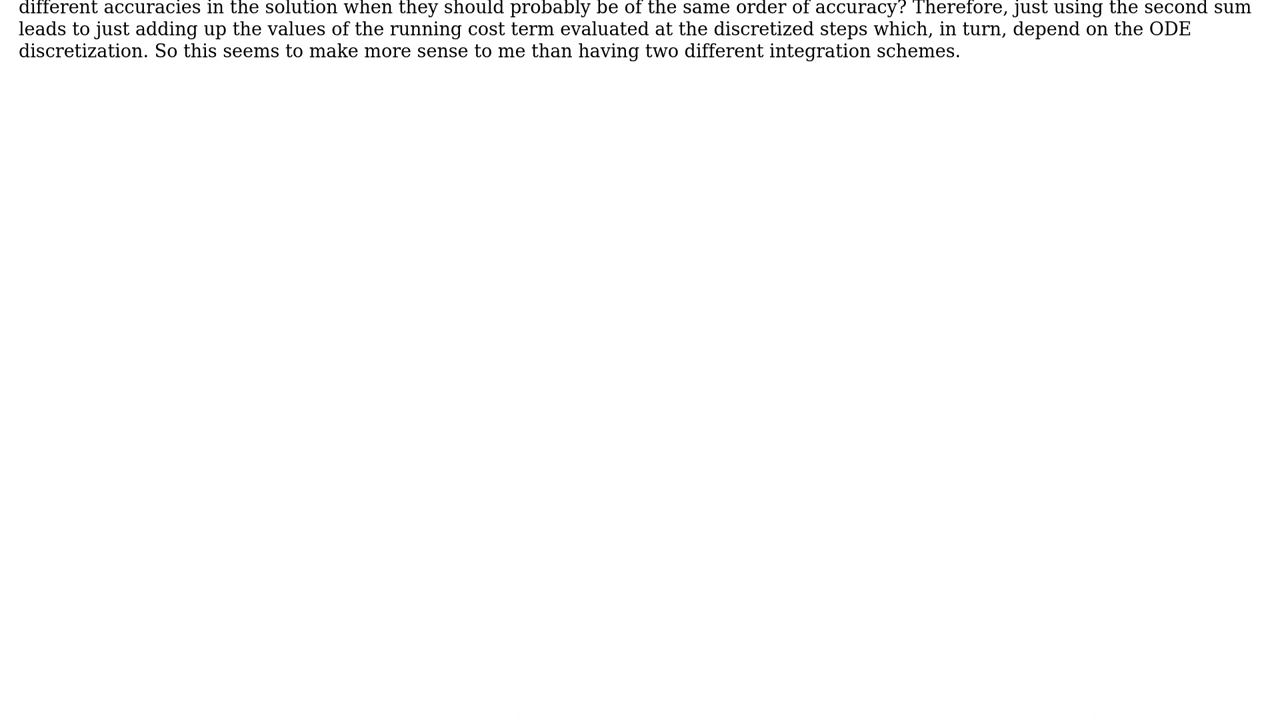 different accuracies in the solution when they should probably be of the same order of accuracy? Therefore, just using the second sum
leads to just adding up the values of the running cost term evaluated at the discretized steps which, in turn, depend on the ODE
discretization. So this seems to make more sense to me than having two different integration schemes.